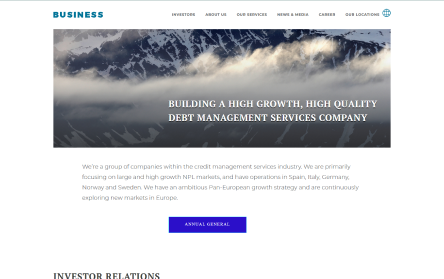 BUSINESS
INVESTORS ABOUT US OUR SERVICES NEWS & MEDIA CAREER OUR LOCATIONS
BUILDING A HIGH GROWTH, HIGH QUALITY
DEBT MANAGEMENT SERVICES COMPANY
We're a group of companies within the credit management services industry. We are primarily
focusing on large and high growth NPL markets, and have operations in Spain, Italy, Germany,
Norway and Sweden. We have an ambitious Pan-European growth strategy and are continuously
exploring new markets in Europe.
ANNUAL GENERAL
INVESTOR RELATIONS